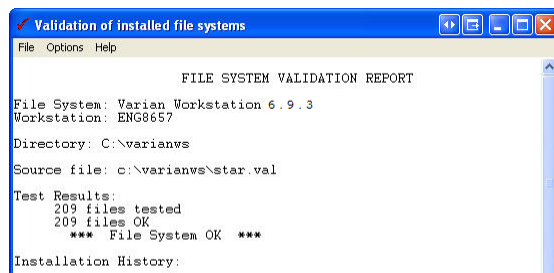 Validation of installed file systems
File Options Help
FILE SYSTEM VALIDATION REPORT
File System: Varian Workstation 6.9.3
Workstation: ENG8657
Directory: C:\varianws
Source file: c:\varianws\star.val
Test Results:
209 files tested
209 files OK
*** File System OK ***
Installation History: